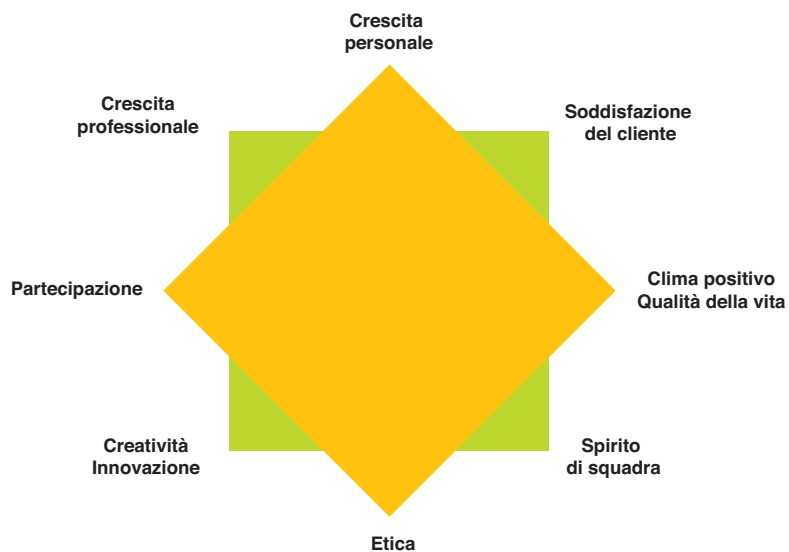 Crescita
personale
Crescita
professionale
Soddisfazione
del cliente
Partecipazione
Clima positivo
Qualità della vita
Creatività
Innovazione
Spirito
di squadra
Etica